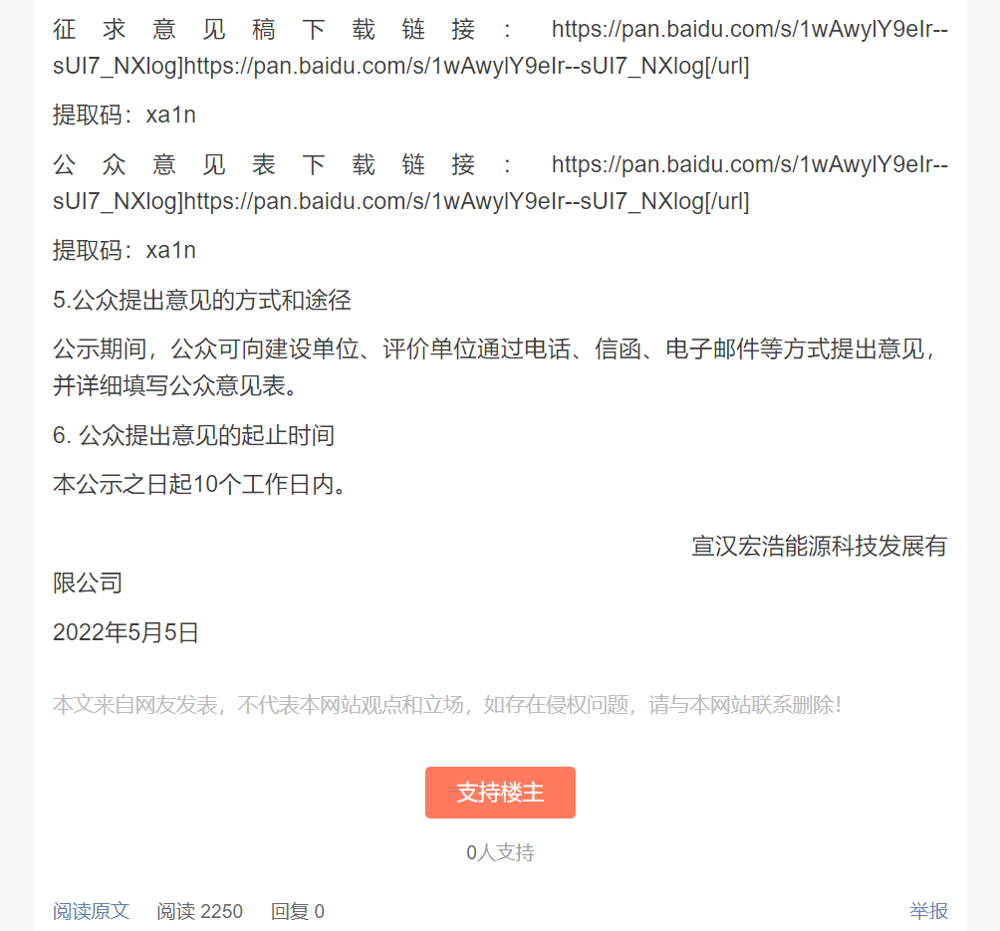 征求意见稿下载链接：https://pan.baidu.com/s/1wAwylY9eIr--
sUI7_NXlog]https://pan.baidu.com/s/1wAwylY9eIr--sUI7_NXlog[/url]
提取码：xa1n
公众意见表下载链接：https://pan.baidu.com/s/1wAwylY9eIr--
sUI7_NXlog]https://pan.baidu.com/s/1wAwylY9eIr--sUI7_NXlog[/url]
提取码：xa1n
5.公众提出意见的方式和途径
公示期间，公众可向建设单位、评价单位通过电话、信函、电子邮件等方式提出意见，
并详细填写公众意见表。
6. 公众提出意见的起止时间
本公示之日起10个工作日内。
宣汉宏浩能源科技发展有
限公司
2022年5月5日
本文来自网友发表，不代表本网站观点和立场，如存在侵权问题，请与本网站联系删除！
支持楼主
0人支持
阅读原文 阅读 2250 回复 0 举报